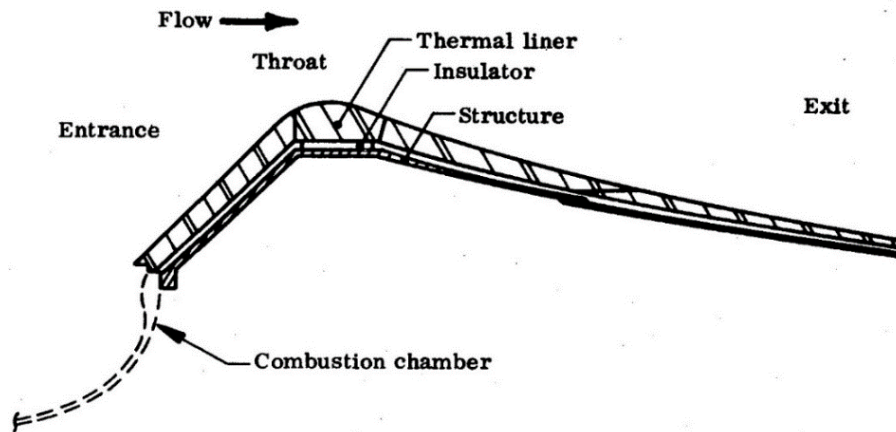 Flow
Thermal liner
Throat
Insulator
Structure
Exit
Entrance
Combustion chamber